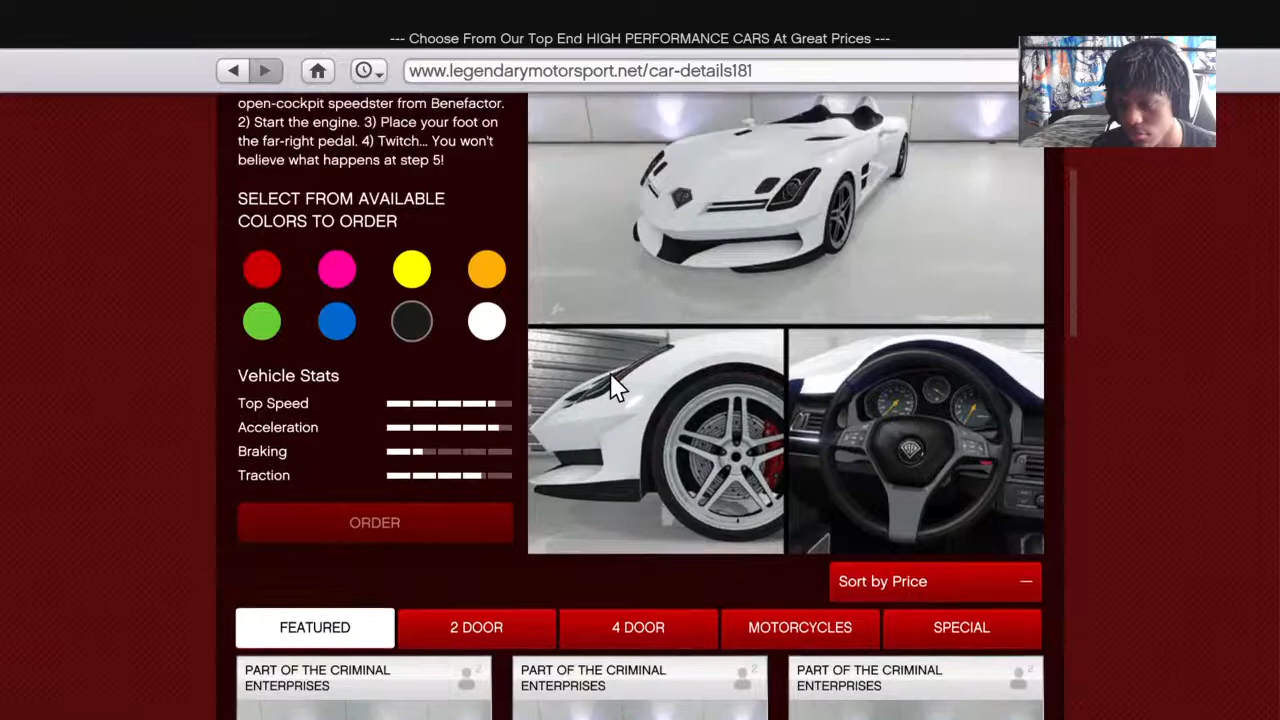 --- Choose From Our Top End HIGH PERFORMANCE CARS At Great Prices ---
www.legendarymotorsport.net/car-details181
open-cockpit speedster from Benefactor.
2) Start the engine. 3) Place your foot on
the far-right pedal. 4) Twitch... You won't
believe what happens at step 5!
SELECT FROM AVAILABLE
COLORS TO ORDER
Vehicle Stats
Top Speed
Acceleration
Braking
Traction
ORDER
Sort by Price
FEATURED
2 DOOR
4 DOOR
MOTORCYCLES
SPECIAL
PART OF THE CRIMINAL
ENTERPRISES
2
PART OF THE CRIMINAL
ENTERPRISES
2
PART OF THE CRIMINAL
ENTERPRISES
2